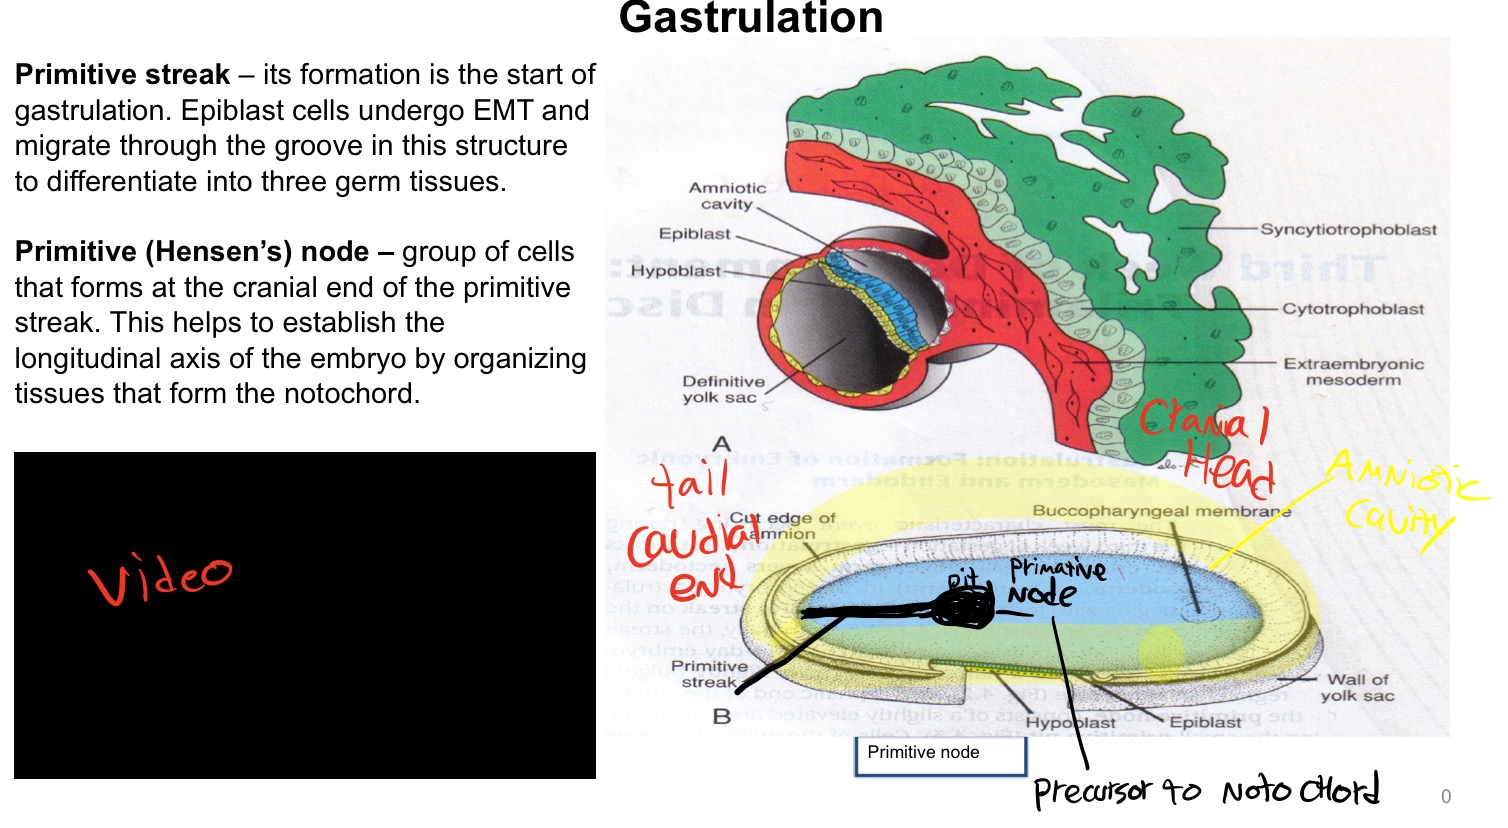 Gastrulation
Primitive streak – its formation is the start of
gastrulation. Epiblast cells undergo EMT and
migrate through the groove in this structure
to differentiate into three germ tissues.
Primitive (Hensen’s) node – group of cells
that forms at the cranial end of the primitive
streak. This helps to establish the
longitudinal axis of the embryo by organizing
tissues that form the notochord.
Video
Amniotic
cavity
Epiblast
Hypoblast
Definitive
yolk sac
Syncytiotrophoblast
Cytotrophoblast
Extraembryonic
mesoderm
A
Cranial
Head
tail
caudial
end
Amniotic
cavity
Cut edge of
amnion
Buccopharyngeal membrane
pit
primative
Node
Primitive
streak
B
Wall of
yolk sac
Hypoblast
Epiblast
Primitive node
precursor to Noto chord
0